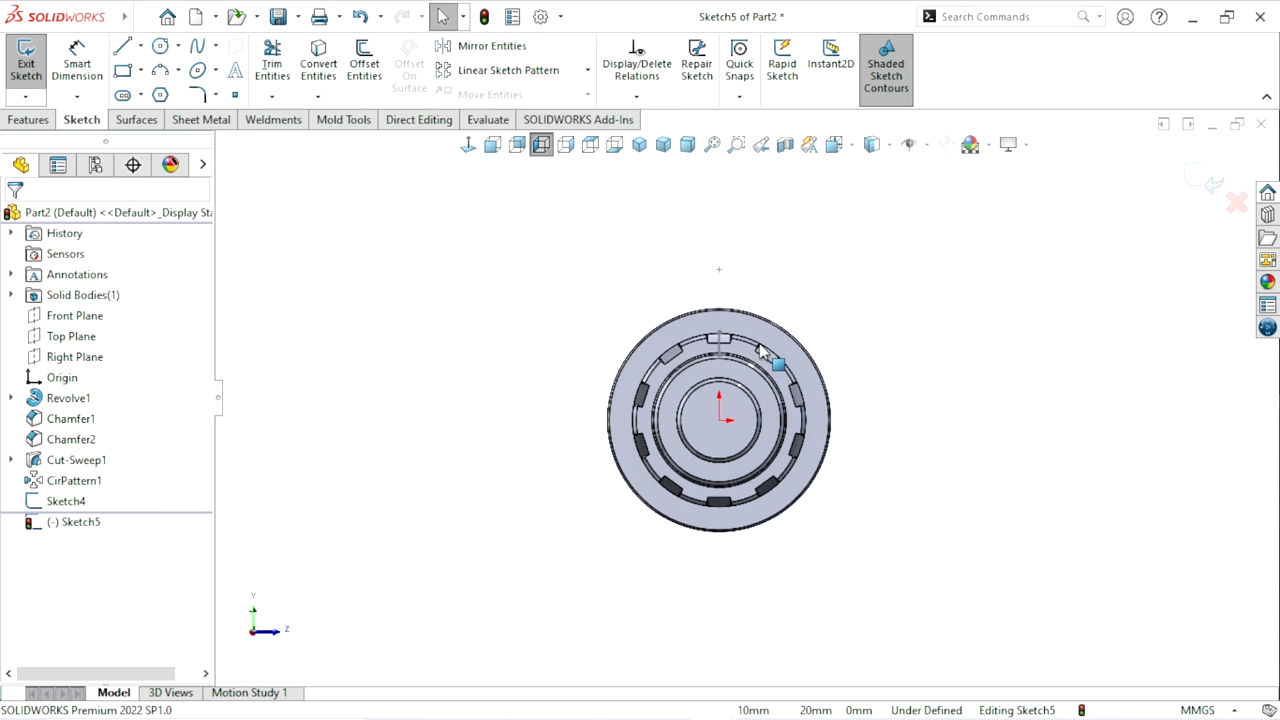 SOLIDWORKS
Sketch5 of Part2 *
Search Commands
Exit Sketch
Smart Dimension
Trim Entities
Convert Entities
Offset Entities
Offset On Surface
Mirror Entities
Linear Sketch Pattern
Move Entities
Display/Delete Relations
Repair Sketch
Quick Snaps
Rapid Sketch
Instant2D
Shaded Sketch Contours
Features
Sketch
Surfaces
Sheet Metal
Weldments
Mold Tools
Direct Editing
Evaluate
SOLIDWORKS Add-Ins
Part2 (Default) <<Default>_Display Sta
History
Sensors
Annotations
Solid Bodies(1)
Front Plane
Top Plane
Right Plane
Origin
Revolve1
Chamfer1
Chamfer2
Cut-Sweep1
CirPattern1
Sketch4
(-) Sketch5
Y
Z
Model
3D Views
Motion Study 1
SOLIDWORKS Premium 2022 SP1.0
10mm
20mm
0mm
Under Defined
Editing Sketch5
MMGS